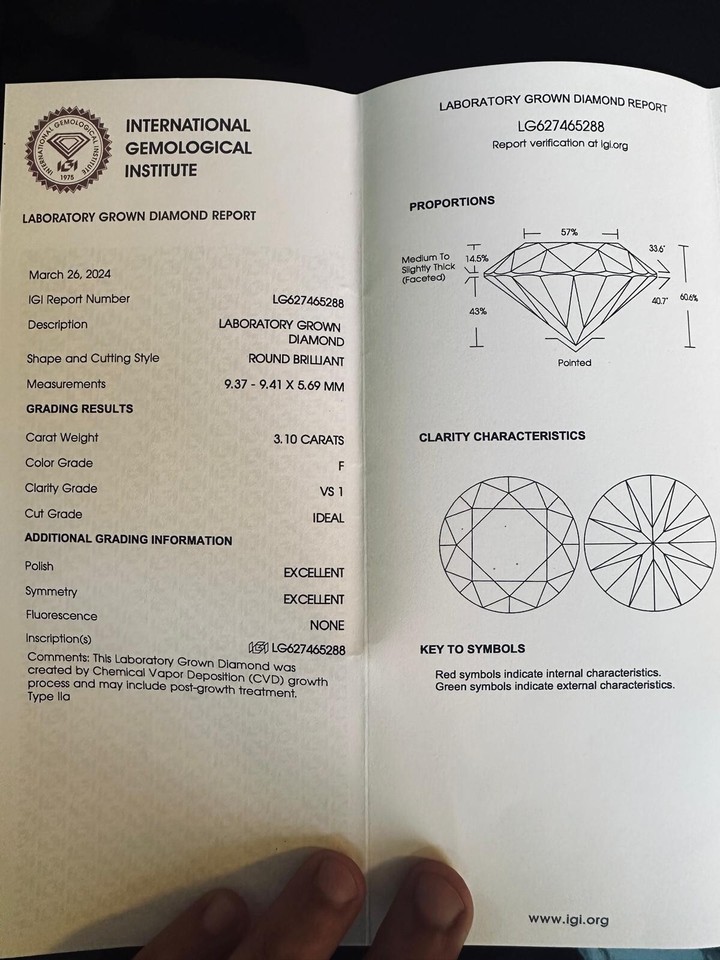 INTERNATIONAL GEMOLOGICAL INSTITUTE
IGI
1975
INTERNATIONAL
GEMOLOGICAL
INSTITUTE
LABORATORY GROWN DIAMOND REPORT
March 26, 2024
IGI Report Number LG627465288
Description LABORATORY GROWN
DIAMOND
Shape and Cutting Style ROUND BRILLIANT
Measurements 9.37 - 9.41 X 5.69 MM
GRADING RESULTS
Carat Weight 3.10 CARATS
Color Grade F
Clarity Grade VS 1
Cut Grade IDEAL
ADDITIONAL GRADING INFORMATION
Polish EXCELLENT
Symmetry EXCELLENT
Fluorescence NONE
Inscription(s) IGI LG627465288
Comments: This Laboratory Grown Diamond was
created by Chemical Vapor Deposition (CVD) growth
process and may include post-growth treatment.
Type IIa
LABORATORY GROWN DIAMOND REPORT
LG627465288
Report verification at igi.org
PROPORTIONS
57%
Medium To
Slightly Thick
(Faceted)
14.5%
33.6°
43%
40.7°
60.6%
Pointed
CLARITY CHARACTERISTICS
KEY TO SYMBOLS
Red symbols indicate internal characteristics.
Green symbols indicate external characteristics.
www.igi.org